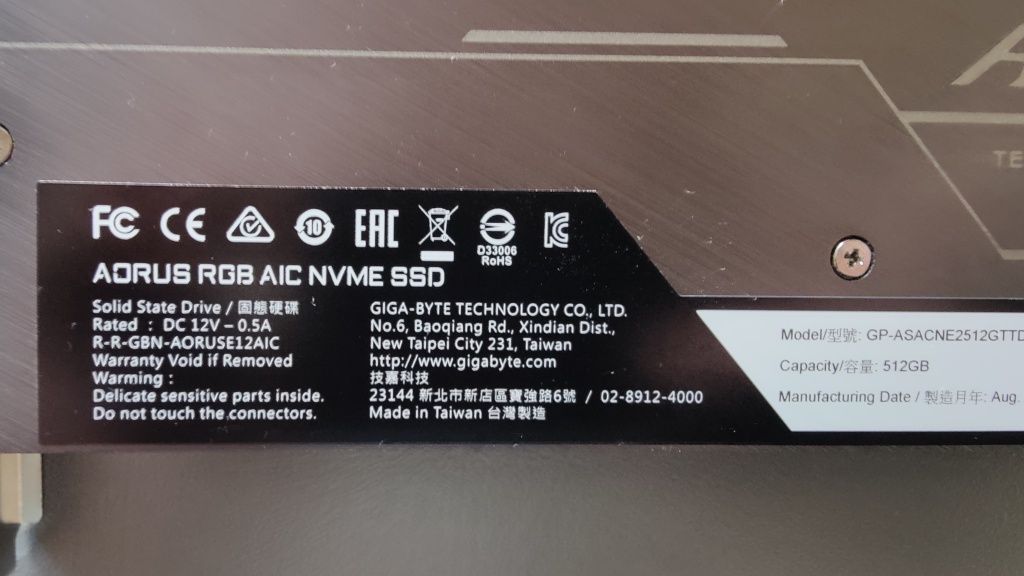 FC CE 10 EAC
D33006
RoHS
AORUS RGB AIC NVME SSD
Solid State Drive / 固態硬碟
Rated : DC 12V – 0.5A
R-R-GBN-AORUSE12AIC
Warranty Void if Removed
Warming :
Delicate sensitive parts inside.
Do not touch the connectors.
GIGA-BYTE TECHNOLOGY CO., LTD.
No.6, Baoqiang Rd., Xindian Dist.,
New Taipei City 231, Taiwan
http://www.gigabyte.com
技嘉科技
23144 新北市新店區寶強路6號 / 02-8912-4000
Made in Taiwan 台灣製造
Model/型號: GP-ASACNE2512GTTD
Capacity/容量: 512GB
Manufacturing Date / 製造月年: Aug.
TE